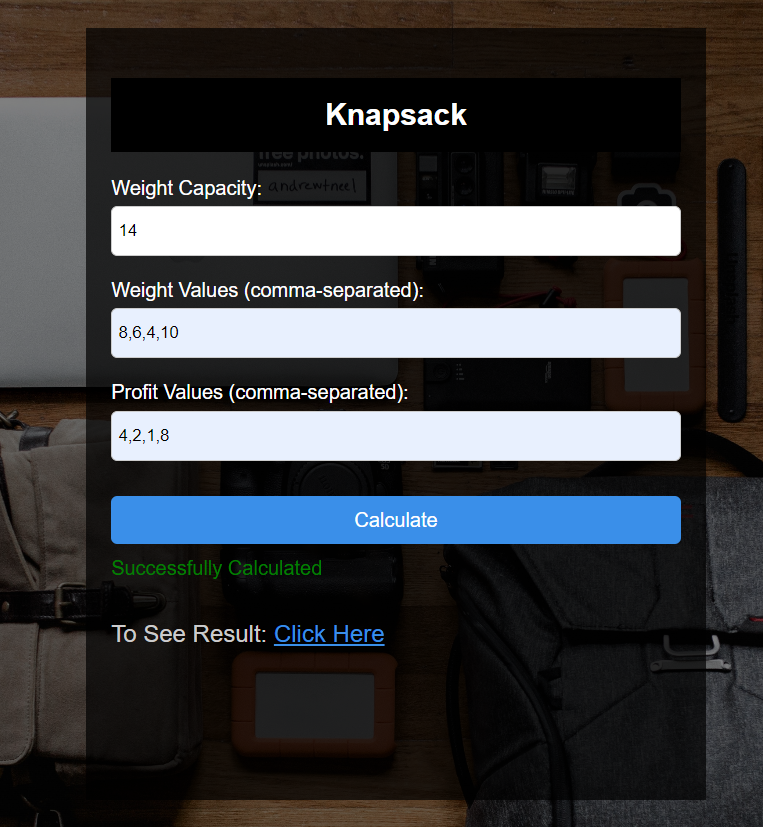 Knapsack
free photos.
andrewtneel
Weight Capacity:
14
Weight Values (comma-separated):
8,6,4,10
Profit Values (comma-separated):
4,2,1,8
Calculate
Successfully Calculated
To See Result: Click Here